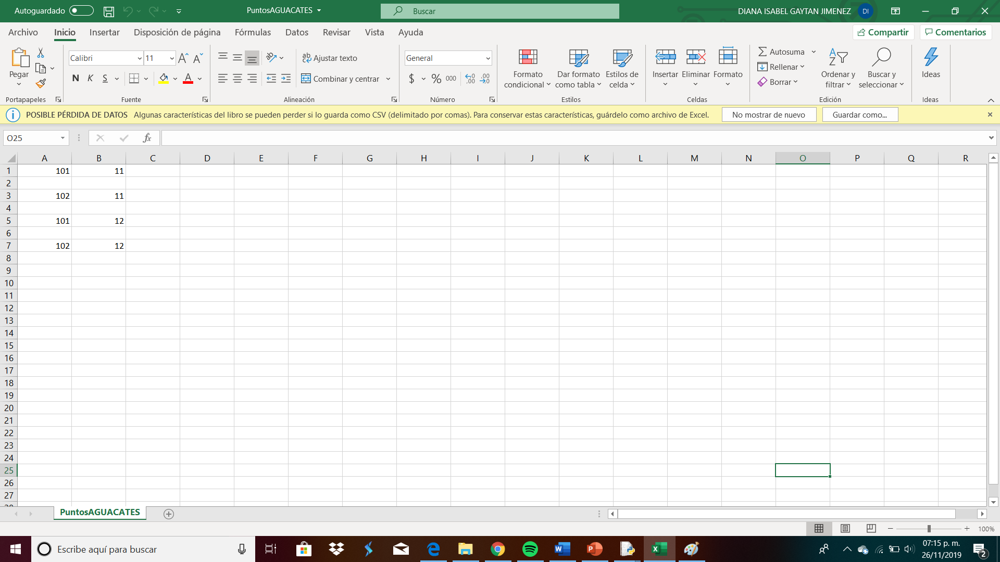 Autoguardado PuntosAGUACATES Buscar DIANA ISABEL GAYTAN JIMENEZ DI
Archivo Inicio Insertar Disposición de página Fórmulas Datos Revisar Vista Ayuda Compartir Comentarios
Pegar
Calibri 11
N K S
Ajustar texto
Combinar y centrar
General
$ % 000
Formato condicional
Dar formato como tabla
Estilos de celda
Insertar Eliminar Formato
Autosuma
Rellenar
Borrar
Ordenar y filtrar
Buscar y seleccionar
Ideas
Portapapeles Fuente Alineación Número Estilos Celdas Edición Ideas
POSIBLE PÉRDIDA DE DATOS Algunas características del libro se pueden perder si lo guarda como CSV (delimitado por comas). Para conservar estas características, guárdelo como archivo de Excel. No mostrar de nuevo Guardar como...
O25 fx
A B C D E F G H I J K L M N O P Q R
1 101 11
2
3 102 11
4
5 101 12
6
7 102 12
8
9
10
11
12
13
14
15
16
17
18
19
20
21
22
23
24
25
26
27
PuntosAGUACATES
100%
Escribe aquí para buscar
07:15 p. m.
26/11/2019
2